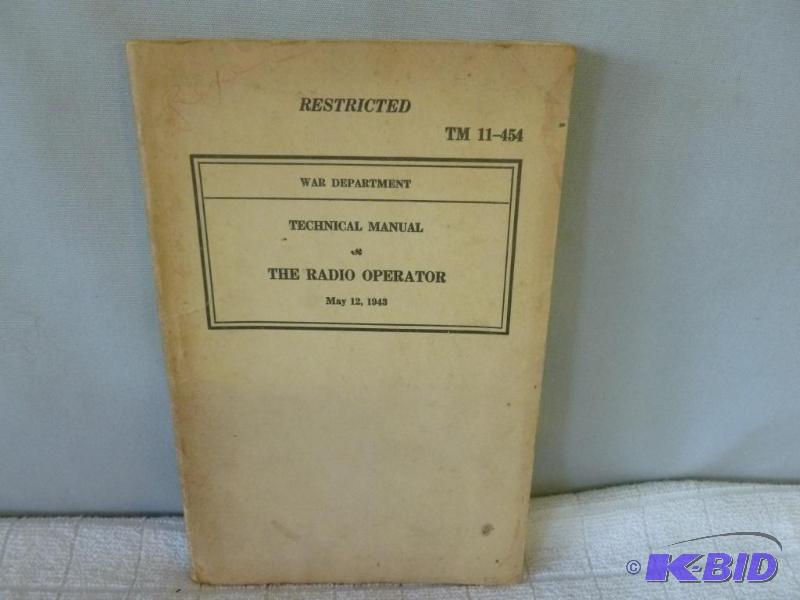 RESTRICTED
TM 11-454
WAR DEPARTMENT
TECHNICAL MANUAL
THE RADIO OPERATOR
May 12, 1943
© K-BID